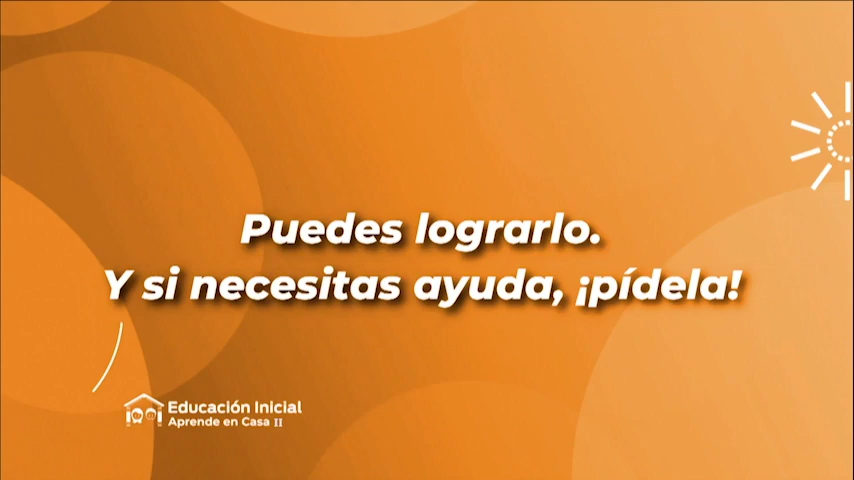 Puedes lograrlo.
Y si necesitas ayuda, ¡pídela!
Educación Inicial
Aprende en Casa II